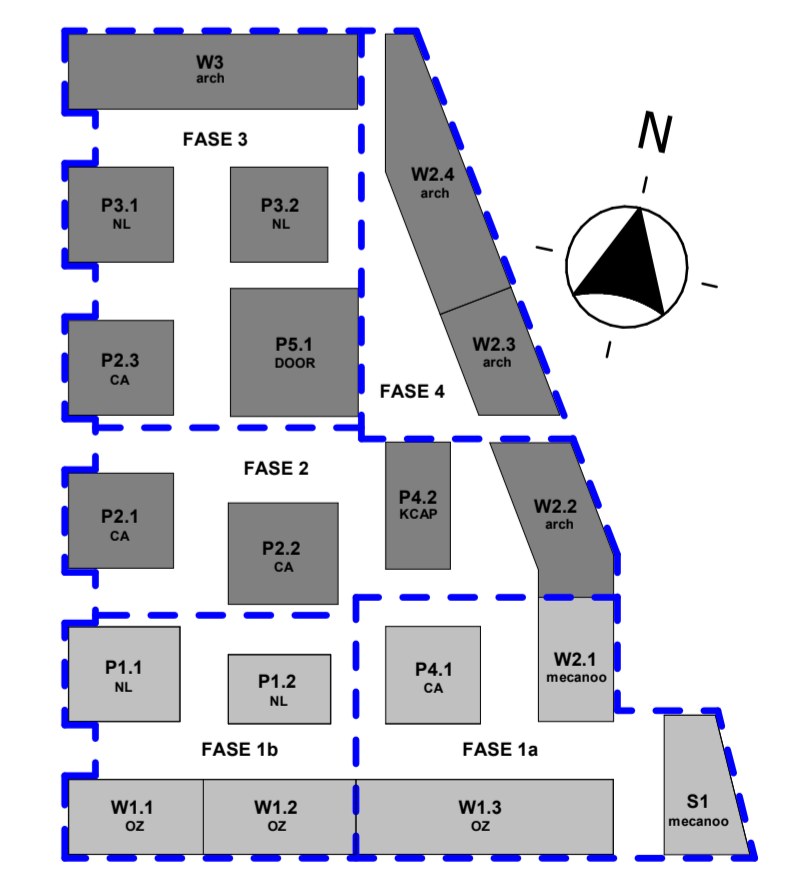 W3
arch
FASE 3
N
P3.1
NL
P3.2
NL
W2.4
arch
P2.3
CA
P5.1
DOOR
W2.3
arch
FASE 4
FASE 2
P2.1
CA
P2.2
CA
P4.2
KCAP
W2.2
arch
P1.1
NL
P1.2
NL
P4.1
CA
W2.1
mecanoo
FASE 1b
FASE 1a
W1.1
OZ
W1.2
OZ
W1.3
OZ
S1
mecanoo